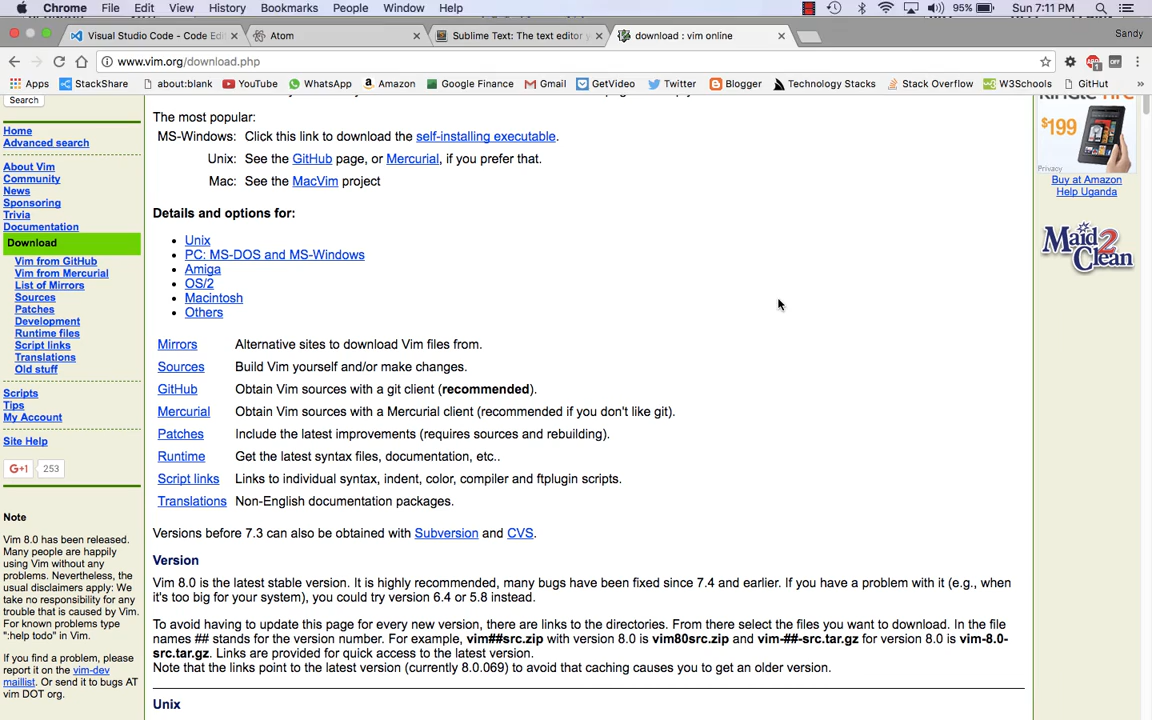 Chrome File Edit View History Bookmarks People Window Help 95% Sun 7:11 PM
Visual Studio Code - Code Edit × Atom × Sublime Text: The text editor y × download : vim online × Sandy
www.vim.org/download.php
Apps StackShare about:blank YouTube WhatsApp Amazon Google Finance Gmail GetVideo Twitter Blogger Technology Stacks Stack Overflow W3Schools GitHut »
Search
Home
Advanced search
About Vim
Community
News
Sponsoring
Trivia
Documentation
Download
Vim from GitHub
Vim from Mercurial
List of Mirrors
Sources
Patches
Development
Runtime files
Script links
Translations
Old stuff
Scripts
Tips
My Account
Site Help
G+1 253
Note
Vim 8.0 has been released.
Many people are happily
using Vim without any
problems. Nevertheless, the
usual disclaimers apply: We
take no responsibility for any
trouble that is caused by Vim.
For known problems type
":help todo" in Vim.
If you find a problem, please
report it on the vim-dev
maillist. Or send it to bugs AT
vim DOT org.
The most popular:
MS-Windows: Click this link to download the self-installing executable.
Unix: See the GitHub page, or Mercurial, if you prefer that.
Mac: See the MacVim project
Details and options for:
• Unix
• PC: MS-DOS and MS-Windows
• Amiga
• OS/2
• Macintosh
• Others
Mirrors Alternative sites to download Vim files from.
Sources Build Vim yourself and/or make changes.
GitHub Obtain Vim sources with a git client (recommended).
Mercurial Obtain Vim sources with a Mercurial client (recommended if you don't like git).
Patches Include the latest improvements (requires sources and rebuilding).
Runtime Get the latest syntax files, documentation, etc..
Script links Links to individual syntax, indent, color, compiler and ftplugin scripts.
Translations Non-English documentation packages.
Versions before 7.3 can also be obtained with Subversion and CVS.
Version
Vim 8.0 is the latest stable version. It is highly recommended, many bugs have been fixed since 7.4 and earlier. If you have a problem with it (e.g., when
it's too big for your system), you could try version 6.4 or 5.8 instead.
To avoid having to update this page for every new version, there are links to the directories. From there select the files you want to download. In the file
names ## stands for the version number. For example, vim##src.zip with version 8.0 is vim80src.zip and vim-##-src.tar.gz for version 8.0 is vim-8.0-
src.tar.gz. Links are provided for quick access to the latest version.
Note that the links point to the latest version (currently 8.0.069) to avoid that caching causes you to get an older version.
Unix
$199
Privacy
Buy at Amazon
Help Uganda
Maid2
Clean